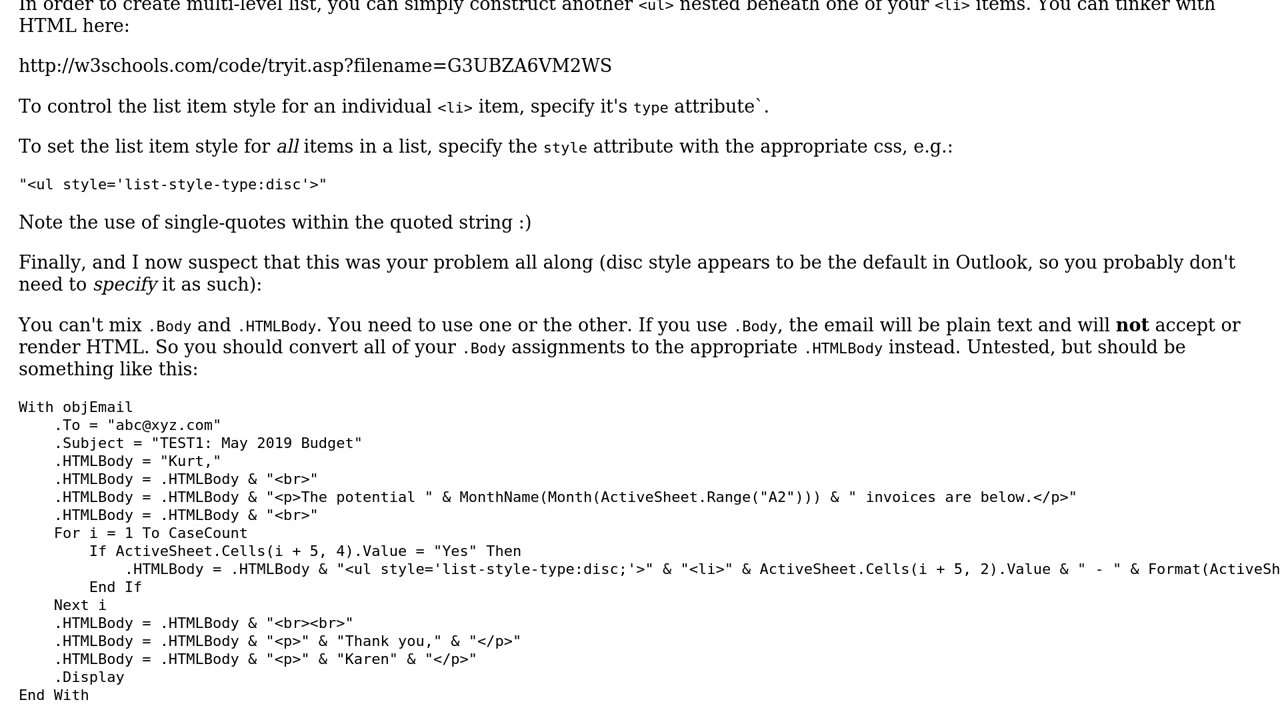 In order to create multi-level list, you can simply construct another <ul> nested beneath one of your <li> items. You can tinker with
HTML here:
http://w3schools.com/code/tryit.asp?filename=G3UBZA6VM2WS
To control the list item style for an individual <li> item, specify it's type attribute`.
To set the list item style for all items in a list, specify the style attribute with the appropriate css, e.g.:
"<ul style='list-style-type:disc'>"
Note the use of single-quotes within the quoted string :)
Finally, and I now suspect that this was your problem all along (disc style appears to be the default in Outlook, so you probably don't
need to specify it as such):
You can't mix .Body and .HTMLBody. You need to use one or the other. If you use .Body, the email will be plain text and will not accept or
render HTML. So you should convert all of your .Body assignments to the appropriate .HTMLBody instead. Untested, but should be
something like this:
With objEmail
    .To = "abc@xyz.com"
    .Subject = "TEST1: May 2019 Budget"
    .HTMLBody = "Kurt,"
    .HTMLBody = .HTMLBody & "<br>"
    .HTMLBody = .HTMLBody & "<p>The potential " & MonthName(Month(ActiveSheet.Range("A2"))) & " invoices are below.</p>"
    .HTMLBody = .HTMLBody & "<br>"
    For i = 1 To CaseCount
        If ActiveSheet.Cells(i + 5, 4).Value = "Yes" Then
            .HTMLBody = .HTMLBody & "<ul style='list-style-type:disc;'>" & "<li>" & ActiveSheet.Cells(i + 5, 2).Value & " - " & Format(ActiveSh
        End If
    Next i
    .HTMLBody = .HTMLBody & "<br><br>"
    .HTMLBody = .HTMLBody & "<p>" & "Thank you," & "</p>"
    .HTMLBody = .HTMLBody & "<p>" & "Karen" & "</p>"
    .Display
End With